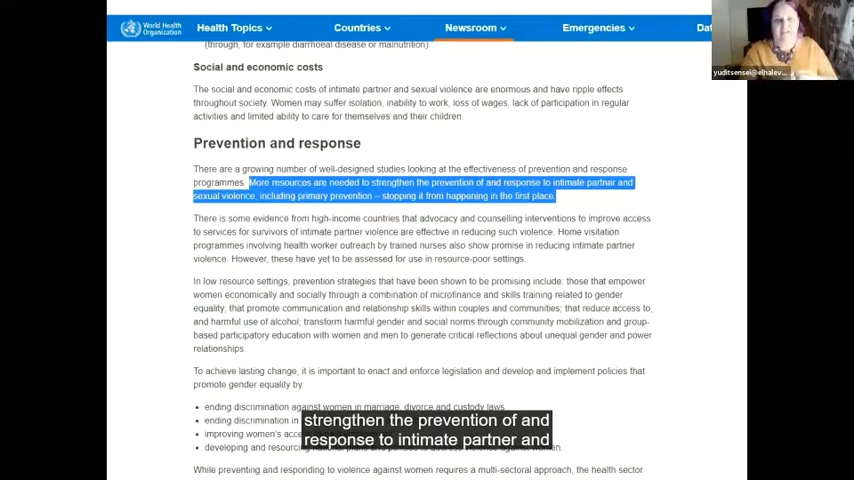 World Health
Organization
Health Topics
Countries
Newsroom
Emergencies
Dat
yuditsensei@elhalev...
(through, for example diarrhoeal disease or malnutrition).
Social and economic costs
The social and economic costs of intimate partner and sexual violence are enormous and have ripple effects
throughout society. Women may suffer isolation, inability to work, loss of wages, lack of participation in regular
activities and limited ability to care for themselves and their children.
Prevention and response
There are a growing number of well-designed studies looking at the effectiveness of prevention and response
programmes. More resources are needed to strengthen the prevention of and response to intimate partner and
sexual violence, including primary prevention – stopping it from happening in the first place.
There is some evidence from high-income countries that advocacy and counselling interventions to improve access
to services for survivors of intimate partner violence are effective in reducing such violence. Home visitation
programmes involving health worker outreach by trained nurses also show promise in reducing intimate partner
violence. However, these have yet to be assessed for use in resource-poor settings.
In low resource settings, prevention strategies that have been shown to be promising include: those that empower
women economically and socially through a combination of microfinance and skills training related to gender
equality; that promote communication and relationship skills within couples and communities; that reduce access to,
and harmful use of alcohol; transform harmful gender and social norms through community mobilization and group-
based participatory education with women and men to generate critical reflections about unequal gender and power
relationships.
To achieve lasting change, it is important to enact and enforce legislation and develop and implement policies that
promote gender equality by:
• ending discrimination against women in marriage, divorce and custody laws
• ending discrimination in
• improving women's acce
• developing and resourcing national plans and policies to address violence against women.
strengthen the prevention of and
response to intimate partner and
While preventing and responding to violence against women requires a multi-sectoral approach, the health sector